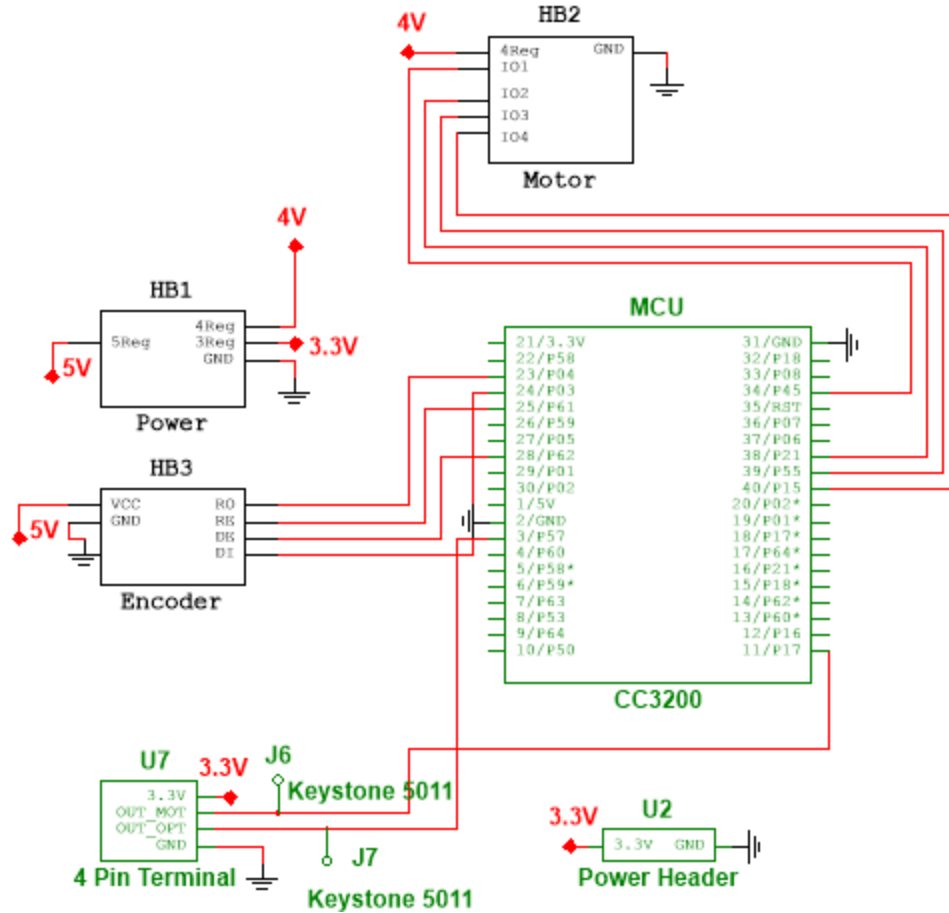 HB2
4V
4Reg
GND
IO1
IO2
IO3
IO4
Motor
4V
HB1
4Reg
5Reg
3Reg
3.3V
GND
5V
Power
MCU
21/3.3V
31/GND
22/P58
32/P18
23/P04
33/P08
24/P03
34/P45
25/P61
35/RST
26/P59
36/P07
27/P05
37/P06
28/P62
38/P21
29/P01
39/P55
30/P02
40/P15
1/5V
20/P02*
2/GND
19/P01*
3/P57
18/P17*
4/P60
17/P64*
5/P58*
16/P21*
6/P59*
15/P18*
7/P63
14/P62*
8/P53
13/P60*
9/P64
12/P16
10/P50
11/P17
CC3200
HB3
VCC
RO
GND
RE
5V
DE
DI
Encoder
U7
3.3V
J6
Keystone 5011
3.3V
OUT_MOT
OUT_OPT
GND
4 Pin Terminal
J7
Keystone 5011
U2
3.3V
3.3V GND
Power Header